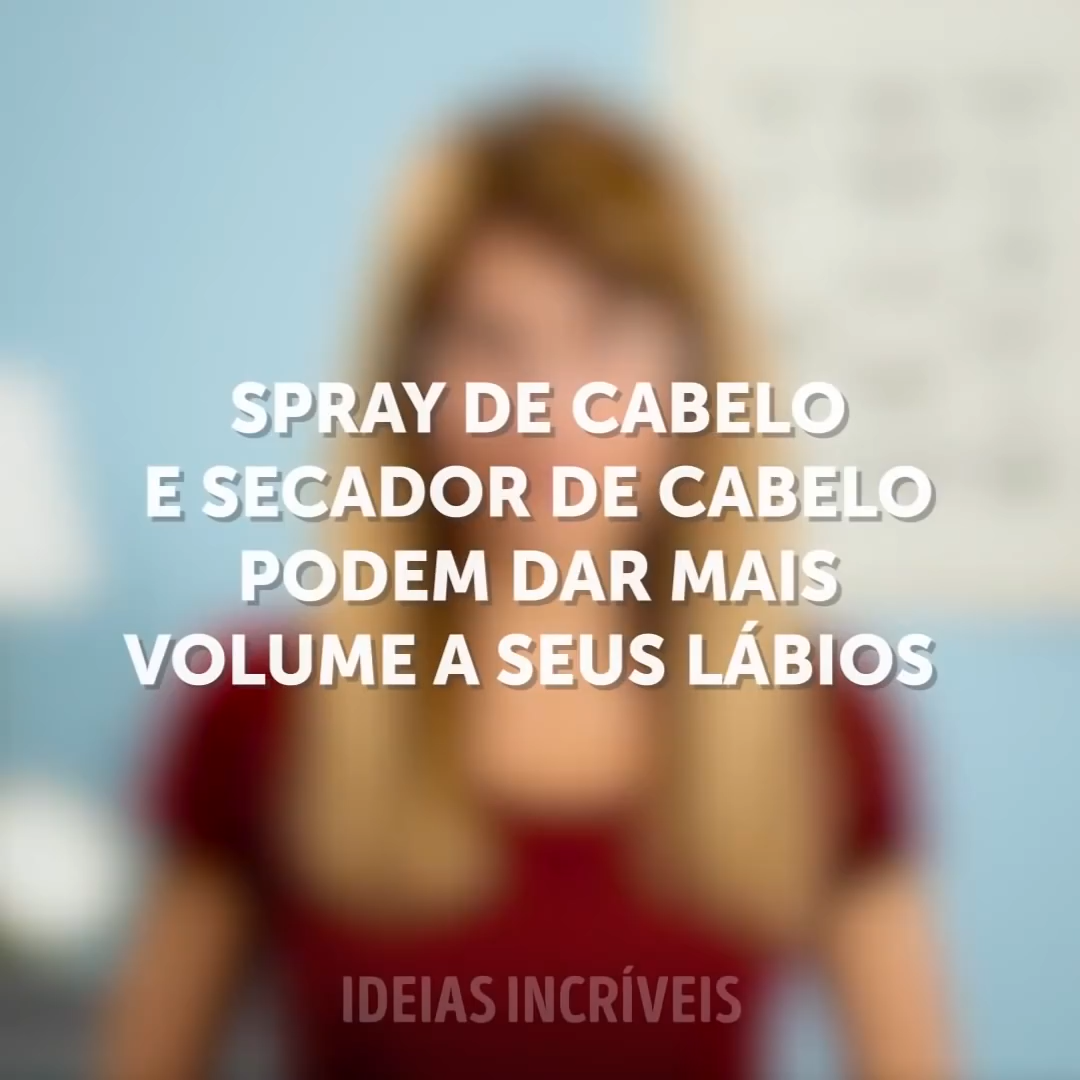 SPRAY DE CABELO
E SECADOR DE CABELO
PODEM DAR MAIS
VOLUME A SEUS LÁBIOS
IDEIAS INCRÍVEIS